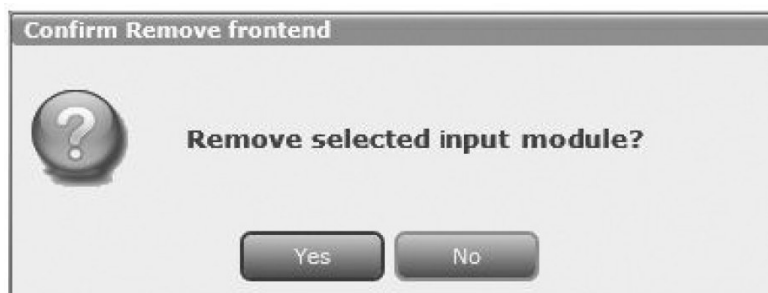 Confirm Remove frontend
Remove selected input module?
Yes
No